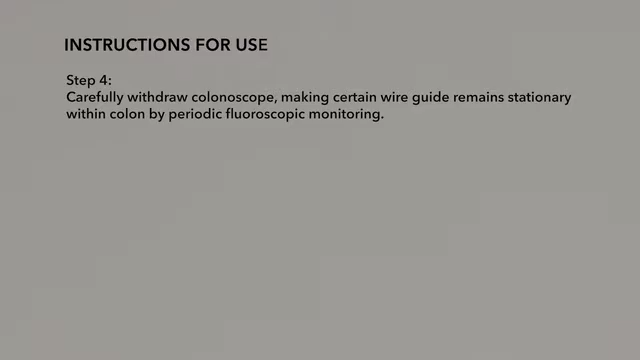 INSTRUCTIONS FOR USE
Step 4:
Carefully withdraw colonoscope, making certain wire guide remains stationary
within colon by periodic fluoroscopic monitoring.